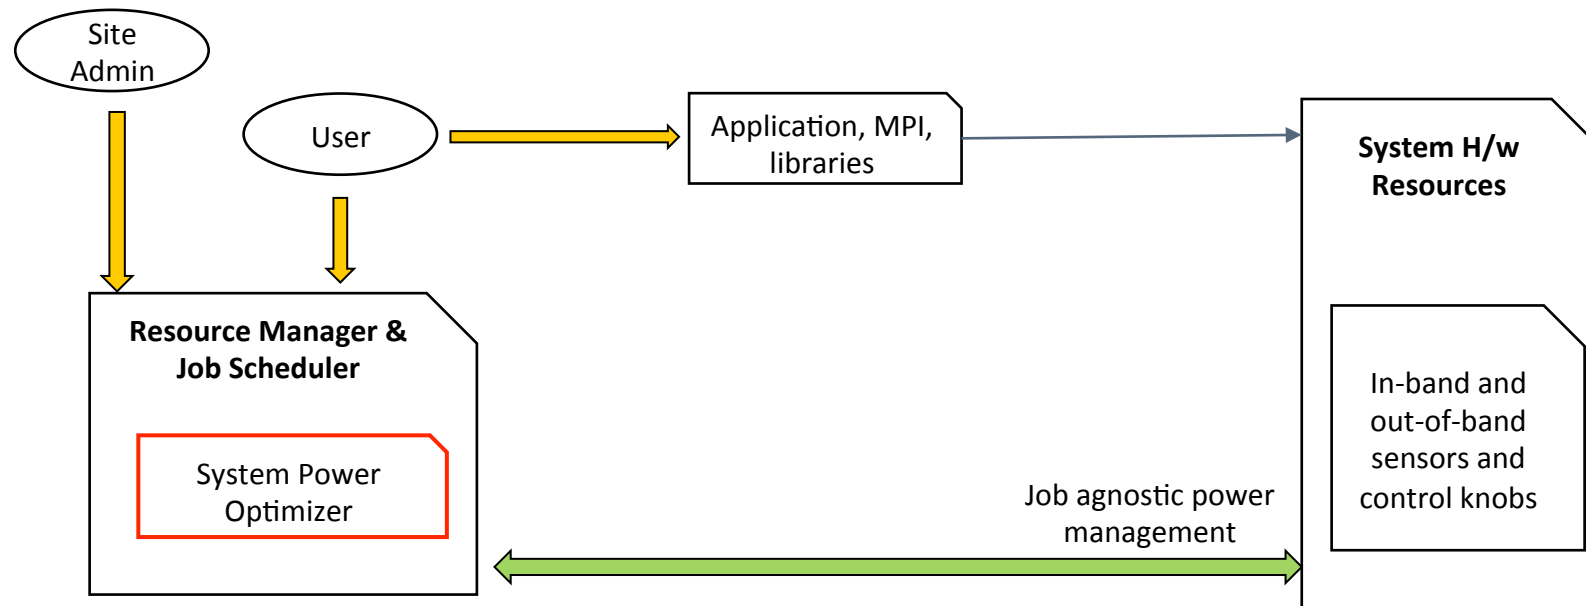 Site
Admin
User
Application, MPI,
libraries
System H/w
Resources
Resource Manager &
Job Scheduler
System Power
Optimizer
In-band and
out-of-band
sensors and
control knobs
Job agnostic power
management